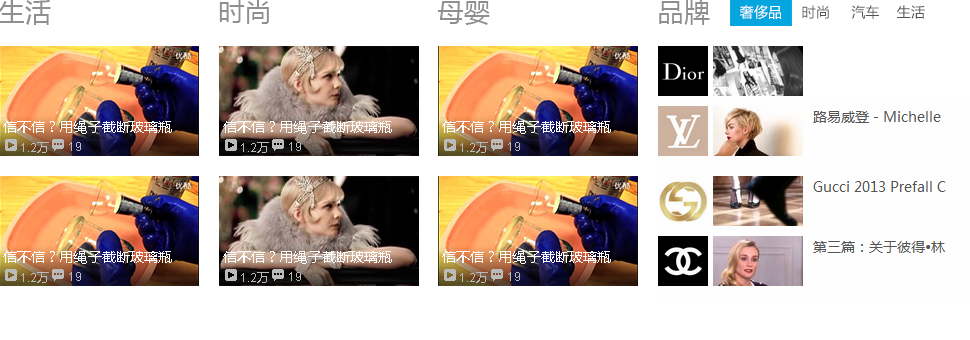 生活
时尚
母婴
品牌
奢侈品 时尚 汽车 生活
优酷
信不信？用绳子截断玻璃瓶
1.2万 19
信不信？用绳子截断玻璃瓶
1.2万 19
优酷
信不信？用绳子截断玻璃瓶
1.2万 19
Dior
LV
路易威登 - Michelle
优酷
信不信？用绳子截断玻璃瓶
1.2万 19
信不信？用绳子截断玻璃瓶
1.2万 19
优酷
信不信？用绳子截断玻璃瓶
1.2万 19
Gucci 2013 Prefall C
第三篇：关于彼得•林